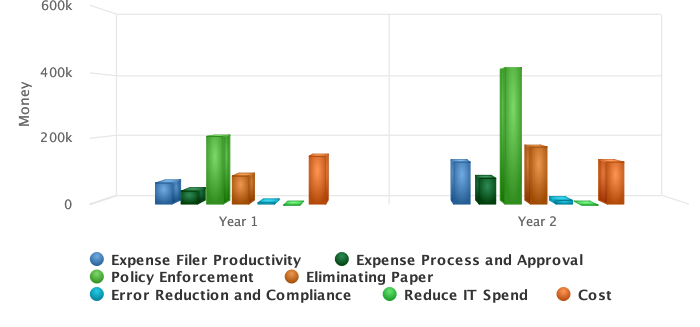 600k
400k
200k
0
Money
Year 1
Year 2
Expense Filer Productivity
Expense Process and Approval
Policy Enforcement
Eliminating Paper
Error Reduction and Compliance
Reduce IT Spend
Cost